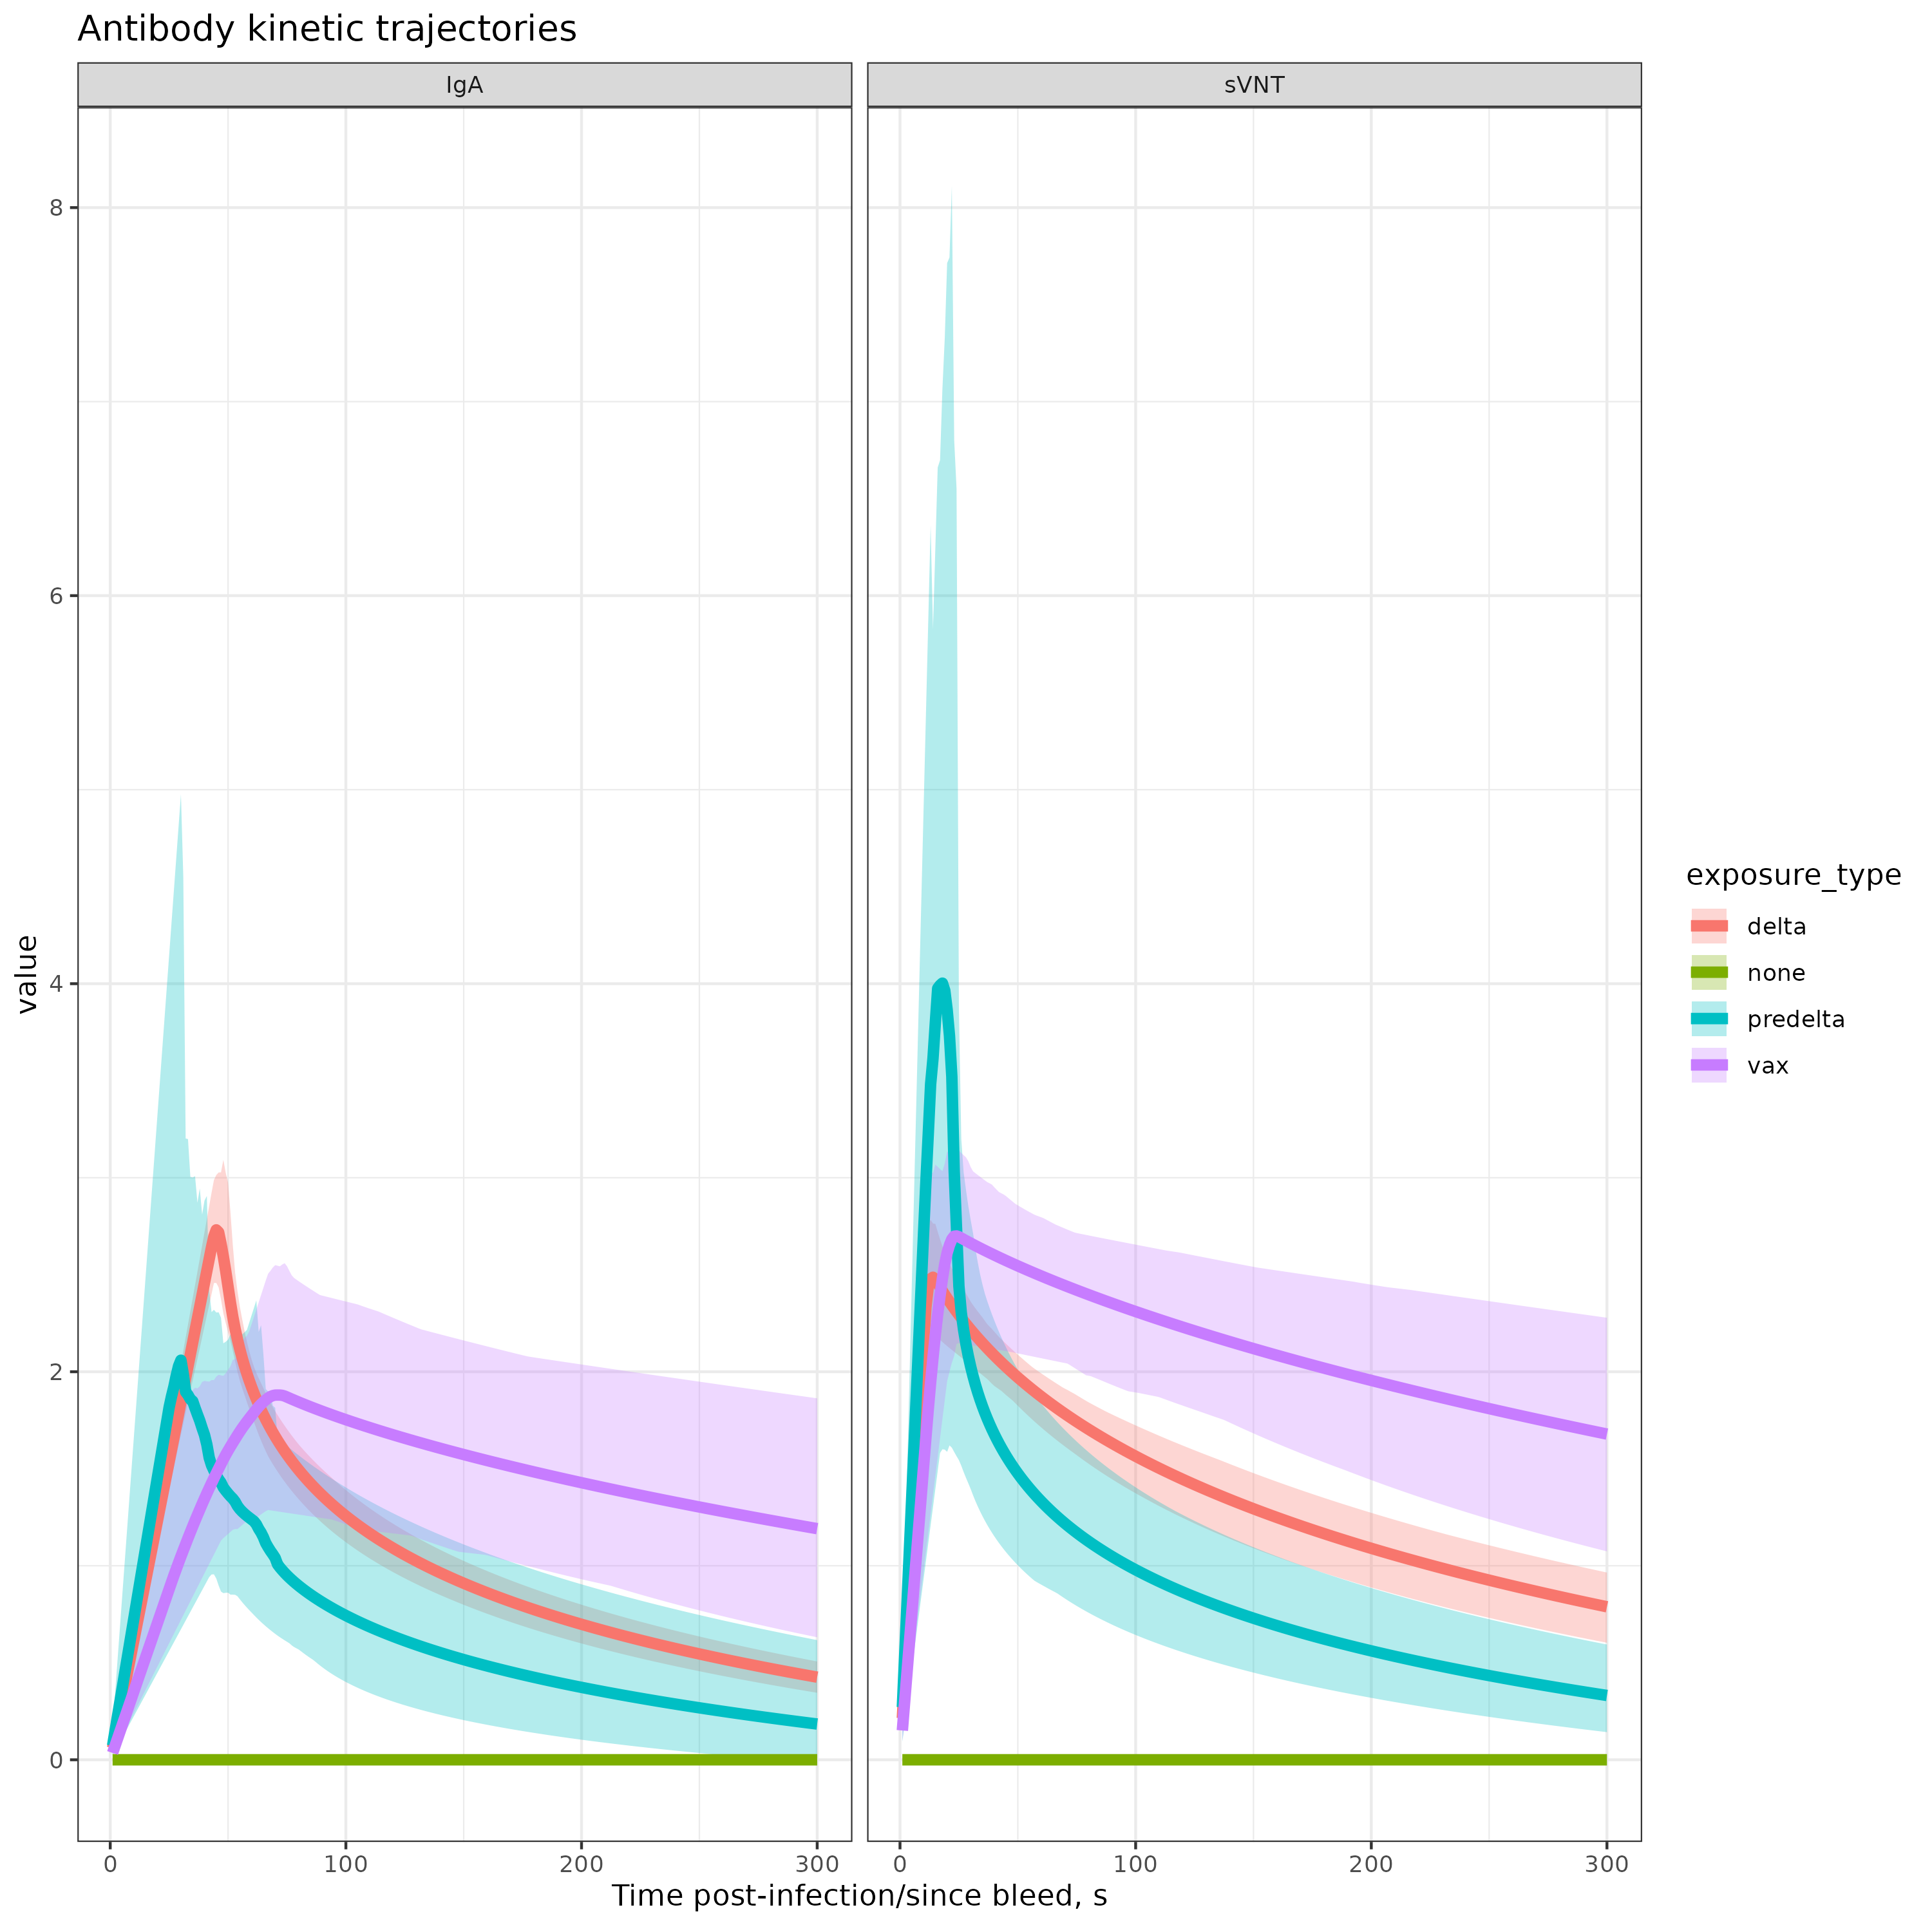 Antibody kinetic trajectories
IgA
sVNT
value
8
6
4
2
0
0
100
200
300
0
100
200
300
Time post-infection/since bleed, s
exposure_type
delta
none
predelta
vax